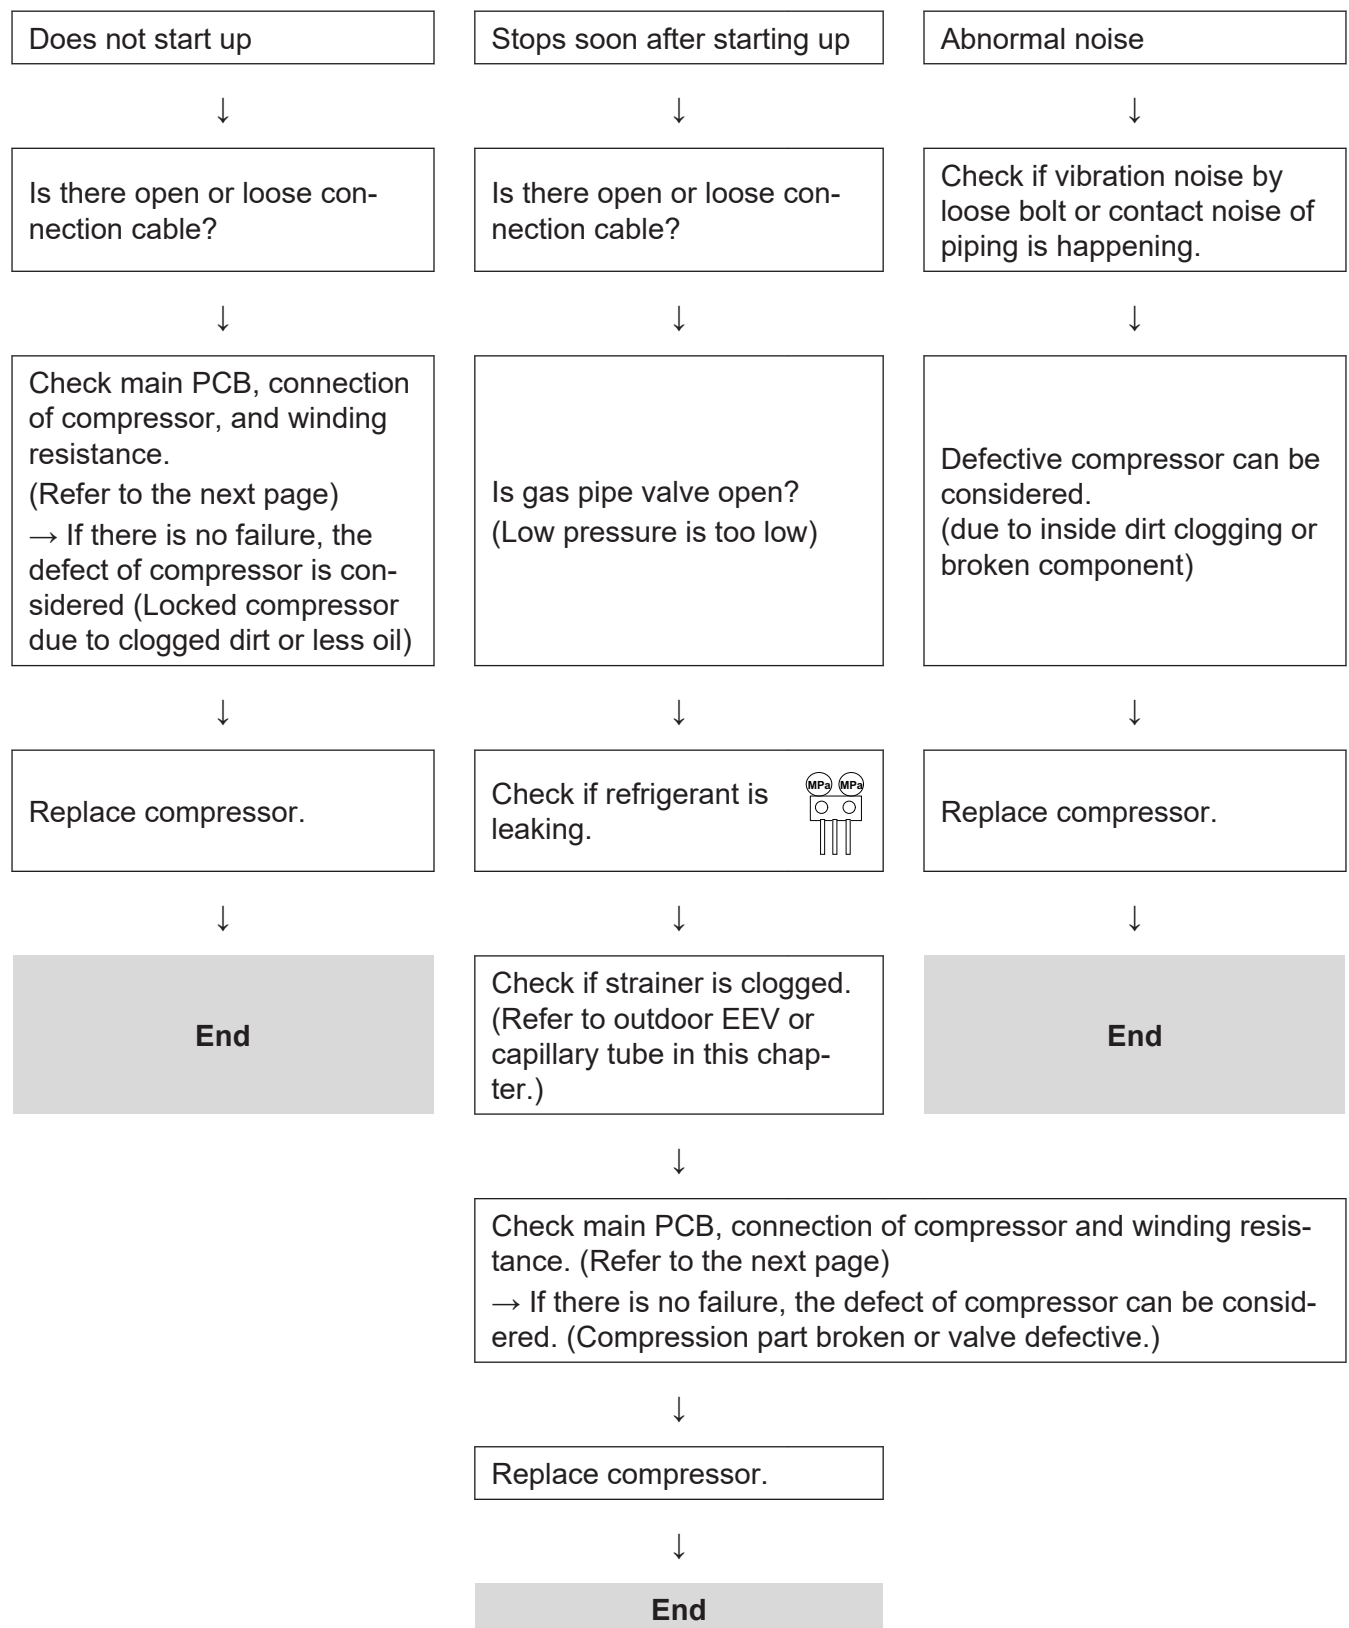 Does not start up
Stops soon after starting up
Abnormal noise
↓
↓
↓
Is there open or loose con-
nection cable?
Is there open or loose con-
nection cable?
Check if vibration noise by
loose bolt or contact noise of
piping is happening.
↓
↓
↓
Check main PCB, connection
of compressor, and winding
resistance.
(Refer to the next page)
→ If there is no failure, the
defect of compressor is con-
sidered (Locked compressor
due to clogged dirt or less oil)
Is gas pipe valve open?
(Low pressure is too low)
Defective compressor can be
considered.
(due to inside dirt clogging or
broken component)
↓
↓
↓
Replace compressor.
Check if refrigerant is
leaking.
MPa MPa
Replace compressor.
↓
↓
↓
End
Check if strainer is clogged.
(Refer to outdoor EEV or
capillary tube in this chap-
ter.)
End
↓
Check main PCB, connection of compressor and winding resis-
tance. (Refer to the next page)
→ If there is no failure, the defect of compressor can be consid-
ered. (Compression part broken or valve defective.)
↓
Replace compressor.
↓
End